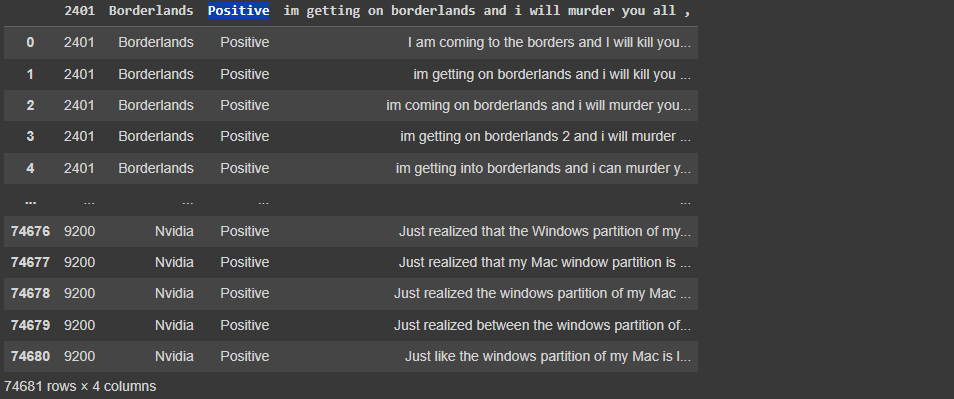 2401 Borderlands Positive im getting on borderlands and i will murder you all ,
0 2401 Borderlands Positive I am coming to the borders and I will kill you...
1 2401 Borderlands Positive im getting on borderlands and i will kill you ...
2 2401 Borderlands Positive im coming on borderlands and i will murder you...
3 2401 Borderlands Positive im getting on borderlands 2 and i will murder ...
4 2401 Borderlands Positive im getting into borderlands and i can murder y...
... ... ... ... ...
74676 9200 Nvidia Positive Just realized that the Windows partition of my...
74677 9200 Nvidia Positive Just realized that my Mac window partition is ...
74678 9200 Nvidia Positive Just realized the windows partition of my Mac ...
74679 9200 Nvidia Positive Just realized between the windows partition of...
74680 9200 Nvidia Positive Just like the windows partition of my Mac is l...
74681 rows × 4 columns